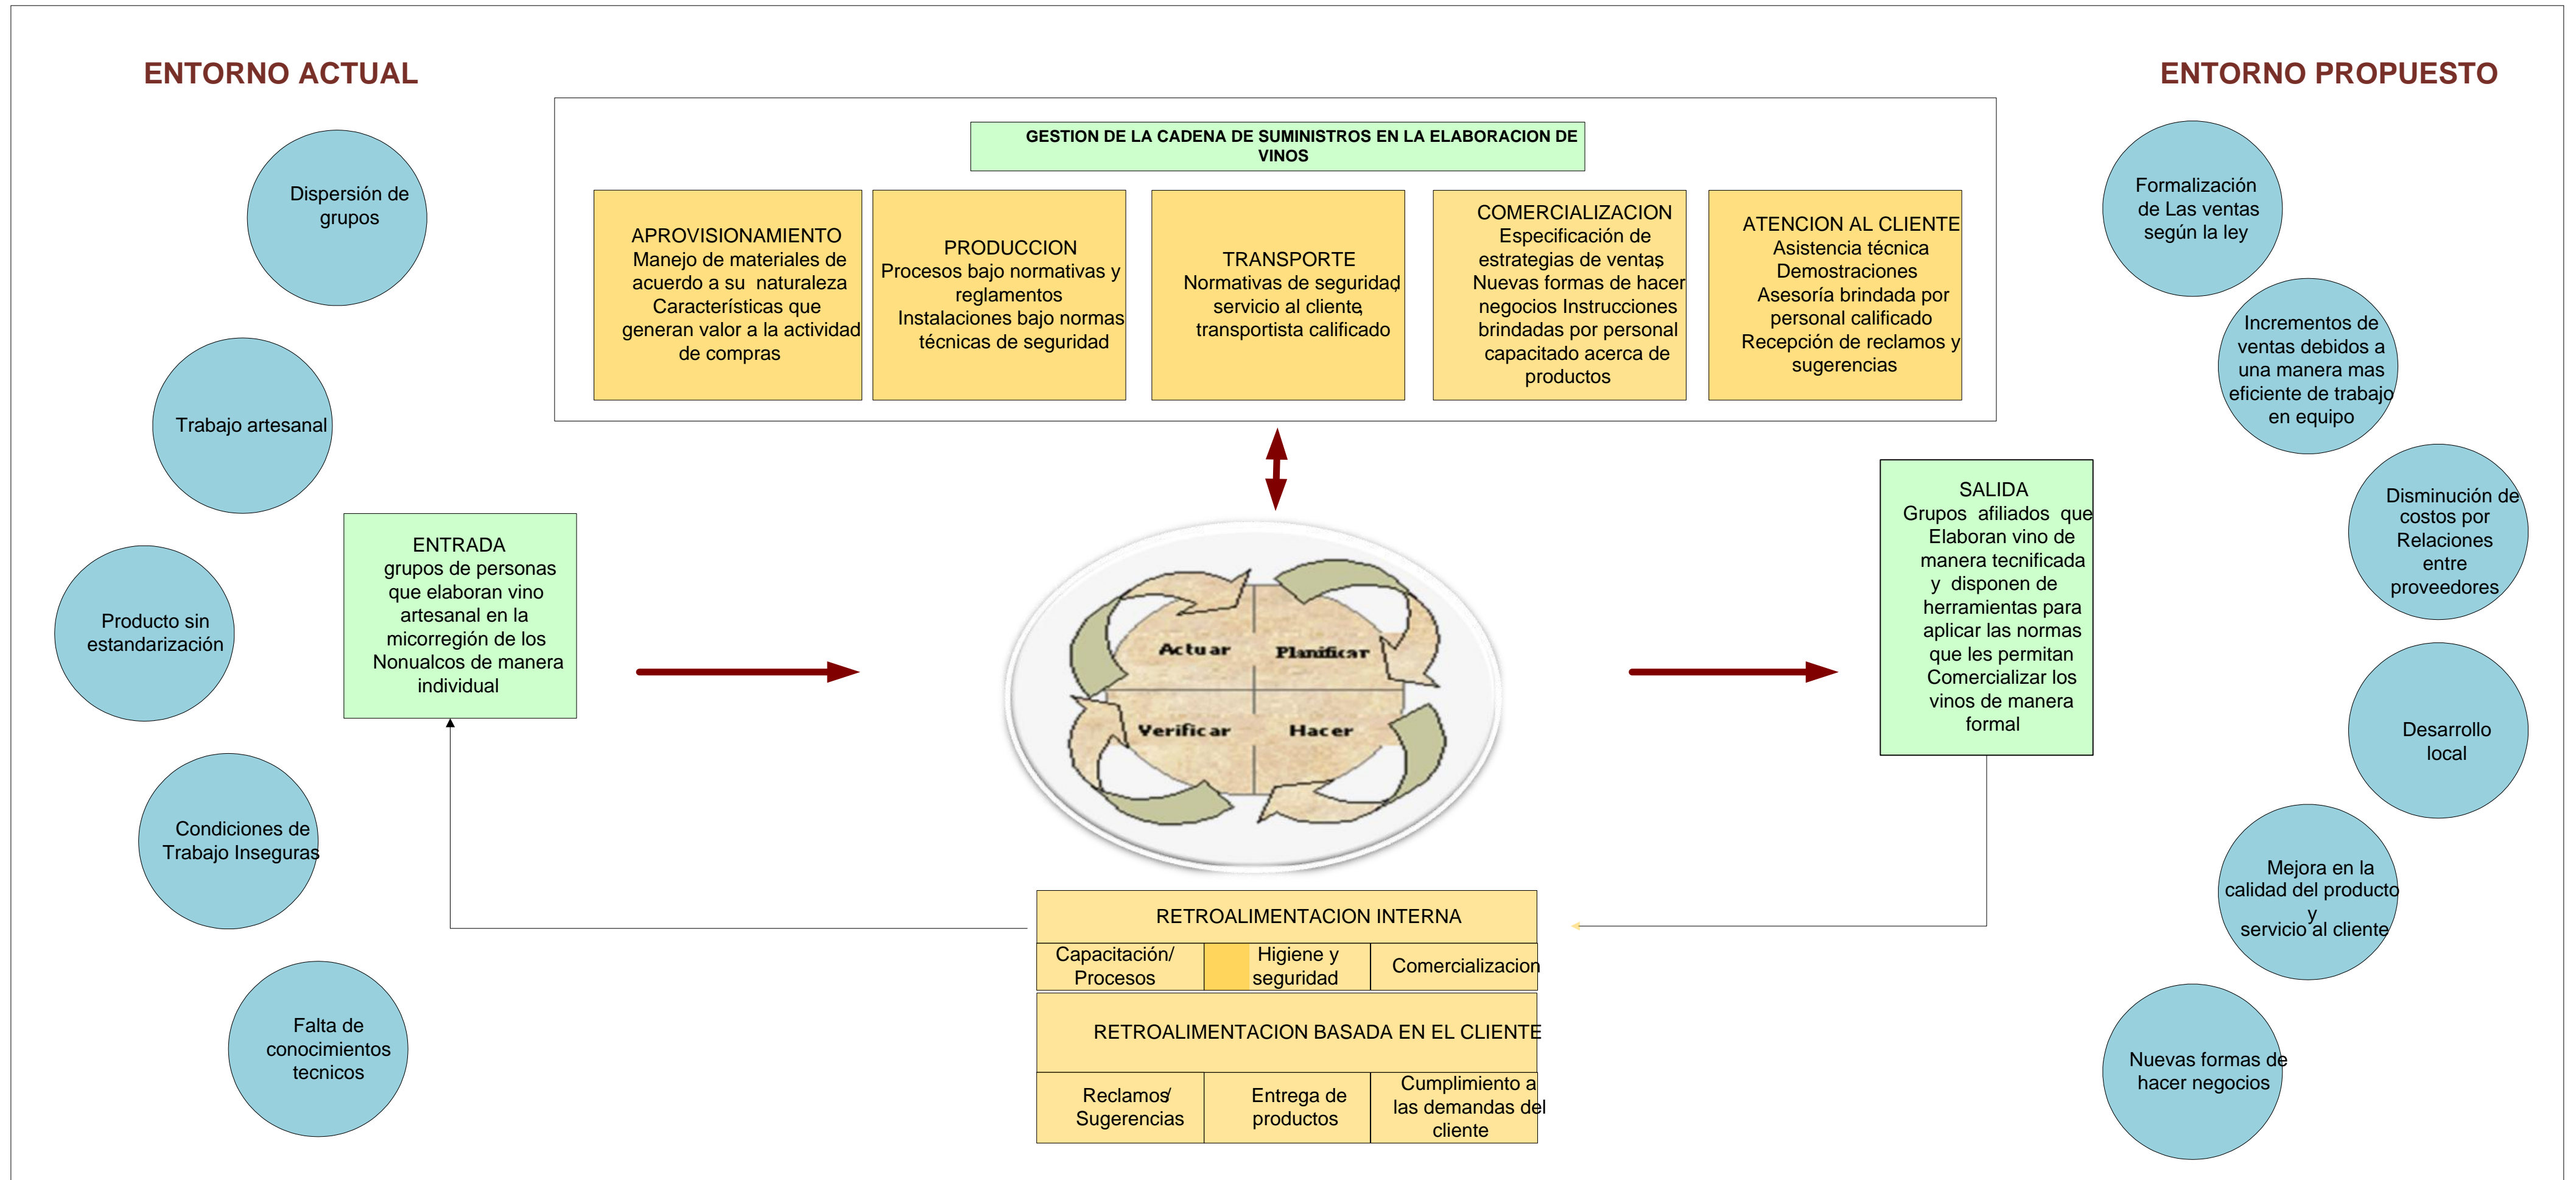 ENTORNO ACTUAL
ENTORNO PROPUESTO
GESTION DE LA CADENA DE SUMINISTROS EN LA ELABORACION DE
VINOS
APROVISIONAMIENTO
Manejo de materiales de
acuerdo a su naturaleza
Características que
generan valor a la actividad
de compras
PRODUCCION
Procesos bajo normativas y
reglamentos
Instalaciones bajo normas
técnicas de seguridad
TRANSPORTE
Normativas de seguridad,
servicio al cliente,
transportista calificado
COMERCIALIZACION
Especificación de
estrategias de ventas,
Nuevas formas de hacer
negocios Instrucciones
brindadas por personal
capacitado acerca de
productos
ATENCION AL CLIENTE
Asistencia técnica
Demostraciones
Asesoría brindada por
personal calificado
Recepción de reclamos y
sugerencias
Dispersión de
grupos
Trabajo artesanal
Producto sin
estandarización
Condiciones de
Trabajo Inseguras
Falta de
conocimientos
tecnicos
ENTRADA
grupos de personas
que elaboran vino
artesanal en la
micorregión de los
Nonualcos de manera
individual
Actuar
Planificar
Verificar
Hacer
SALIDA
Grupos afiliados que
Elaboran vino de
manera tecnificada
y disponen de
herramientas para
aplicar las normas
que les permitan
Comercializar los
vinos de manera
formal
RETROALIMENTACION INTERNA
Capacitación/
Procesos
Higiene y
seguridad
Comercializacion
RETROALIMENTACION BASADA EN EL CLIENTE
Reclamos/
Sugerencias
Entrega de
productos
Cumplimiento a
las demandas del
cliente
Formalización
de Las ventas
según la ley
Incrementos de
ventas debidos a
una manera mas
eficiente de trabajo
en equipo
Disminución de
costos por
Relaciones
entre
proveedores
Desarrollo
local
Mejora en la
calidad del producto
y
servicio al cliente
Nuevas formas de
hacer negocios